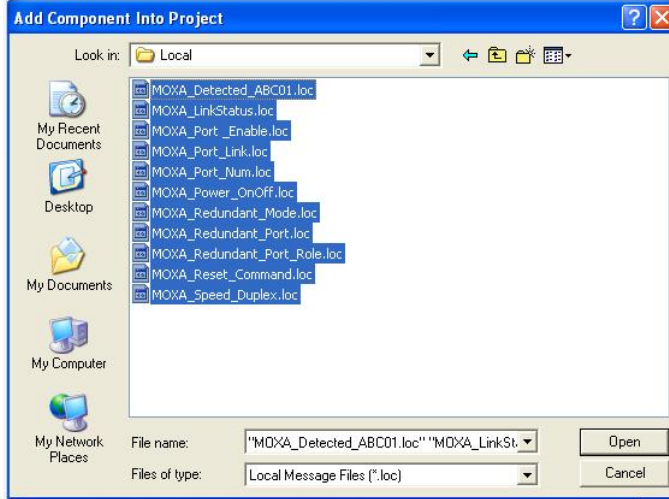 Add Component Into Project
Look in:
Local
MOXA_Detected_ABC01.loc
MOXA_LinkStatus.loc
MOXA_Port _Enable.loc
MOXA_Port_Link.loc
MOXA_Port_Num.loc
MOXA_Power_OnOff.loc
MOXA_Redundant_Mode.loc
MOXA_Redundant_Port.loc
MOXA_Redundant_Port_Role.loc
MOXA_Reset_Command.loc
MOXA_Speed_Duplex.loc
My Recent
Documents
Desktop
My Documents
My Computer
My Network
Places
File name:
"MOXA_Detected_ABC01.loc" "MOXA_LinkSt
Open
Files of type:
Local Message Files (*.loc)
Cancel